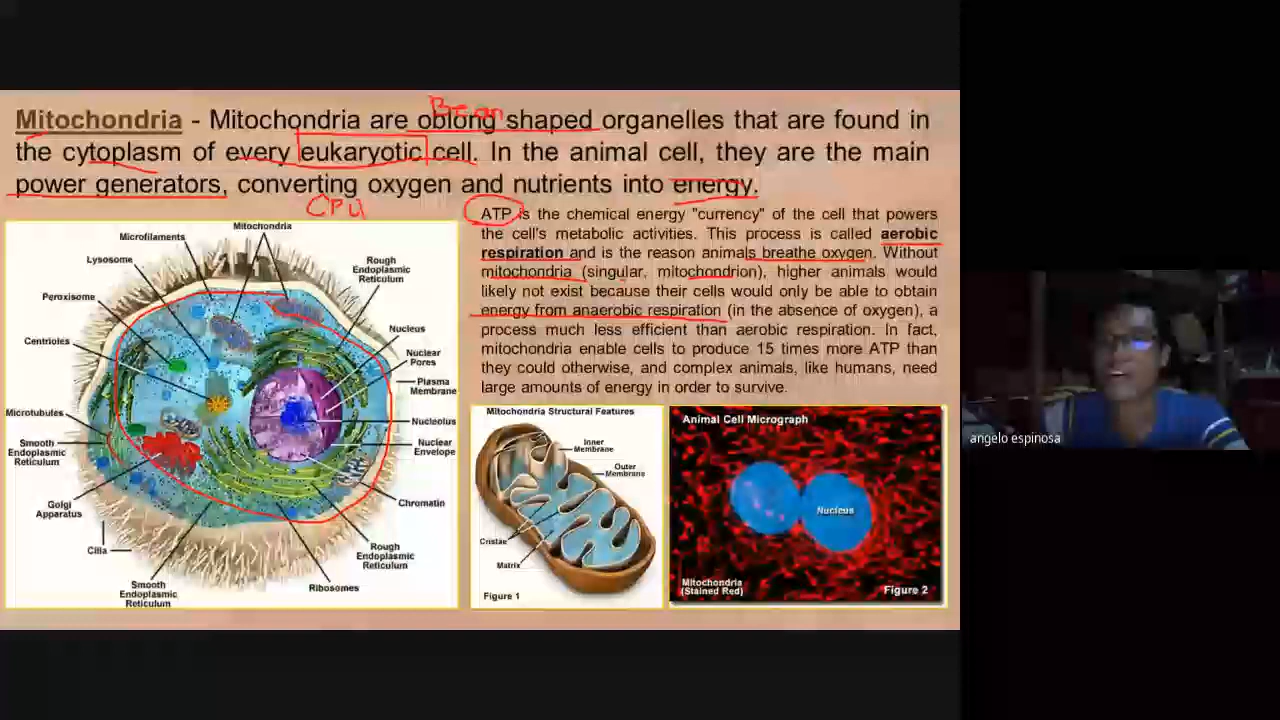 Bean
Mitochondria - Mitochondria are oblong shaped organelles that are found in
the cytoplasm of every eukaryotic cell. In the animal cell, they are the main
power generators, converting oxygen and nutrients into energy.
CPU
ATP is the chemical energy "currency" of the cell that powers
the cell's metabolic activities. This process is called aerobic
respiration and is the reason animals breathe oxygen. Without
mitochondria (singular, mitochondrion), higher animals would
likely not exist because their cells would only be able to obtain
energy from anaerobic respiration (in the absence of oxygen), a
process much less efficient than aerobic respiration. In fact,
mitochondria enable cells to produce 15 times more ATP than
they could otherwise, and complex animals, like humans, need
large amounts of energy in order to survive.
Mitochondria
Microfilaments
Lysosome
Rough
Endoplasmic
Reticulum
Peroxisome
Nucleus
Centrioles
Nuclear
Pores
Plasma
Membrane
Microtubules
Nucleolus
Smooth
Endoplasmic
Reticulum
Nuclear
Envelope
Golgi
Apparatus
Chromatin
Cilia
Rough
Endoplasmic
Reticulum
Smooth
Endoplasmic
Reticulum
Ribosomes
Mitochondria Structural Features
Inner
Membrane
Outer
Membrane
Cristae
Matrix
Figure 1
Animal Cell Micrograph
Nucleus
Mitochondria
(Stained Red)
Figure 2
angelo espinosa